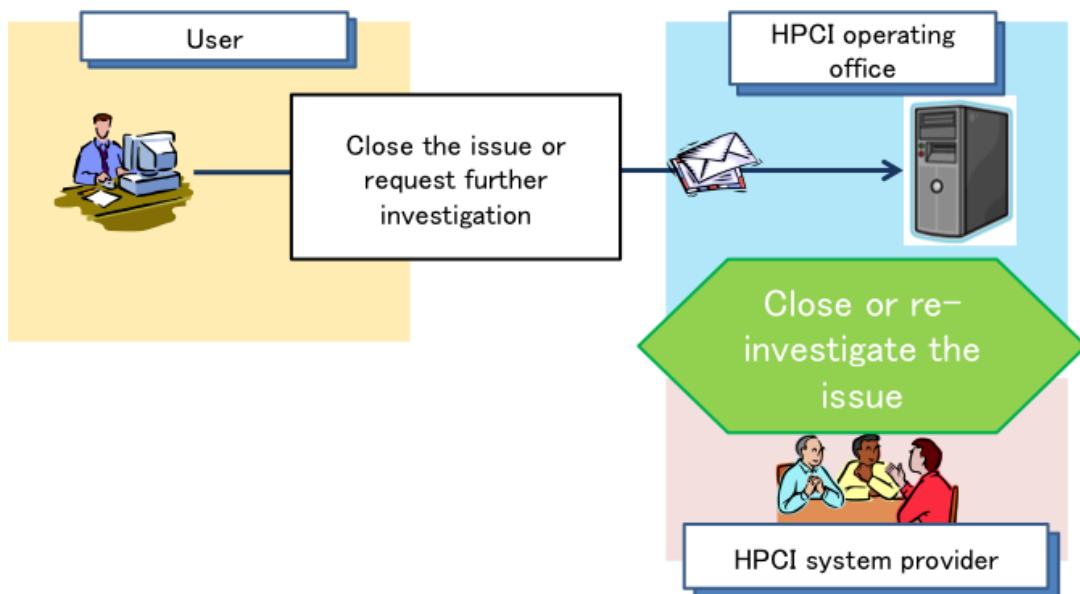 User
HPCI operating
office
Close the issue or
request further
investigation
Close or re-
investigate the
issue
HPCI system provider